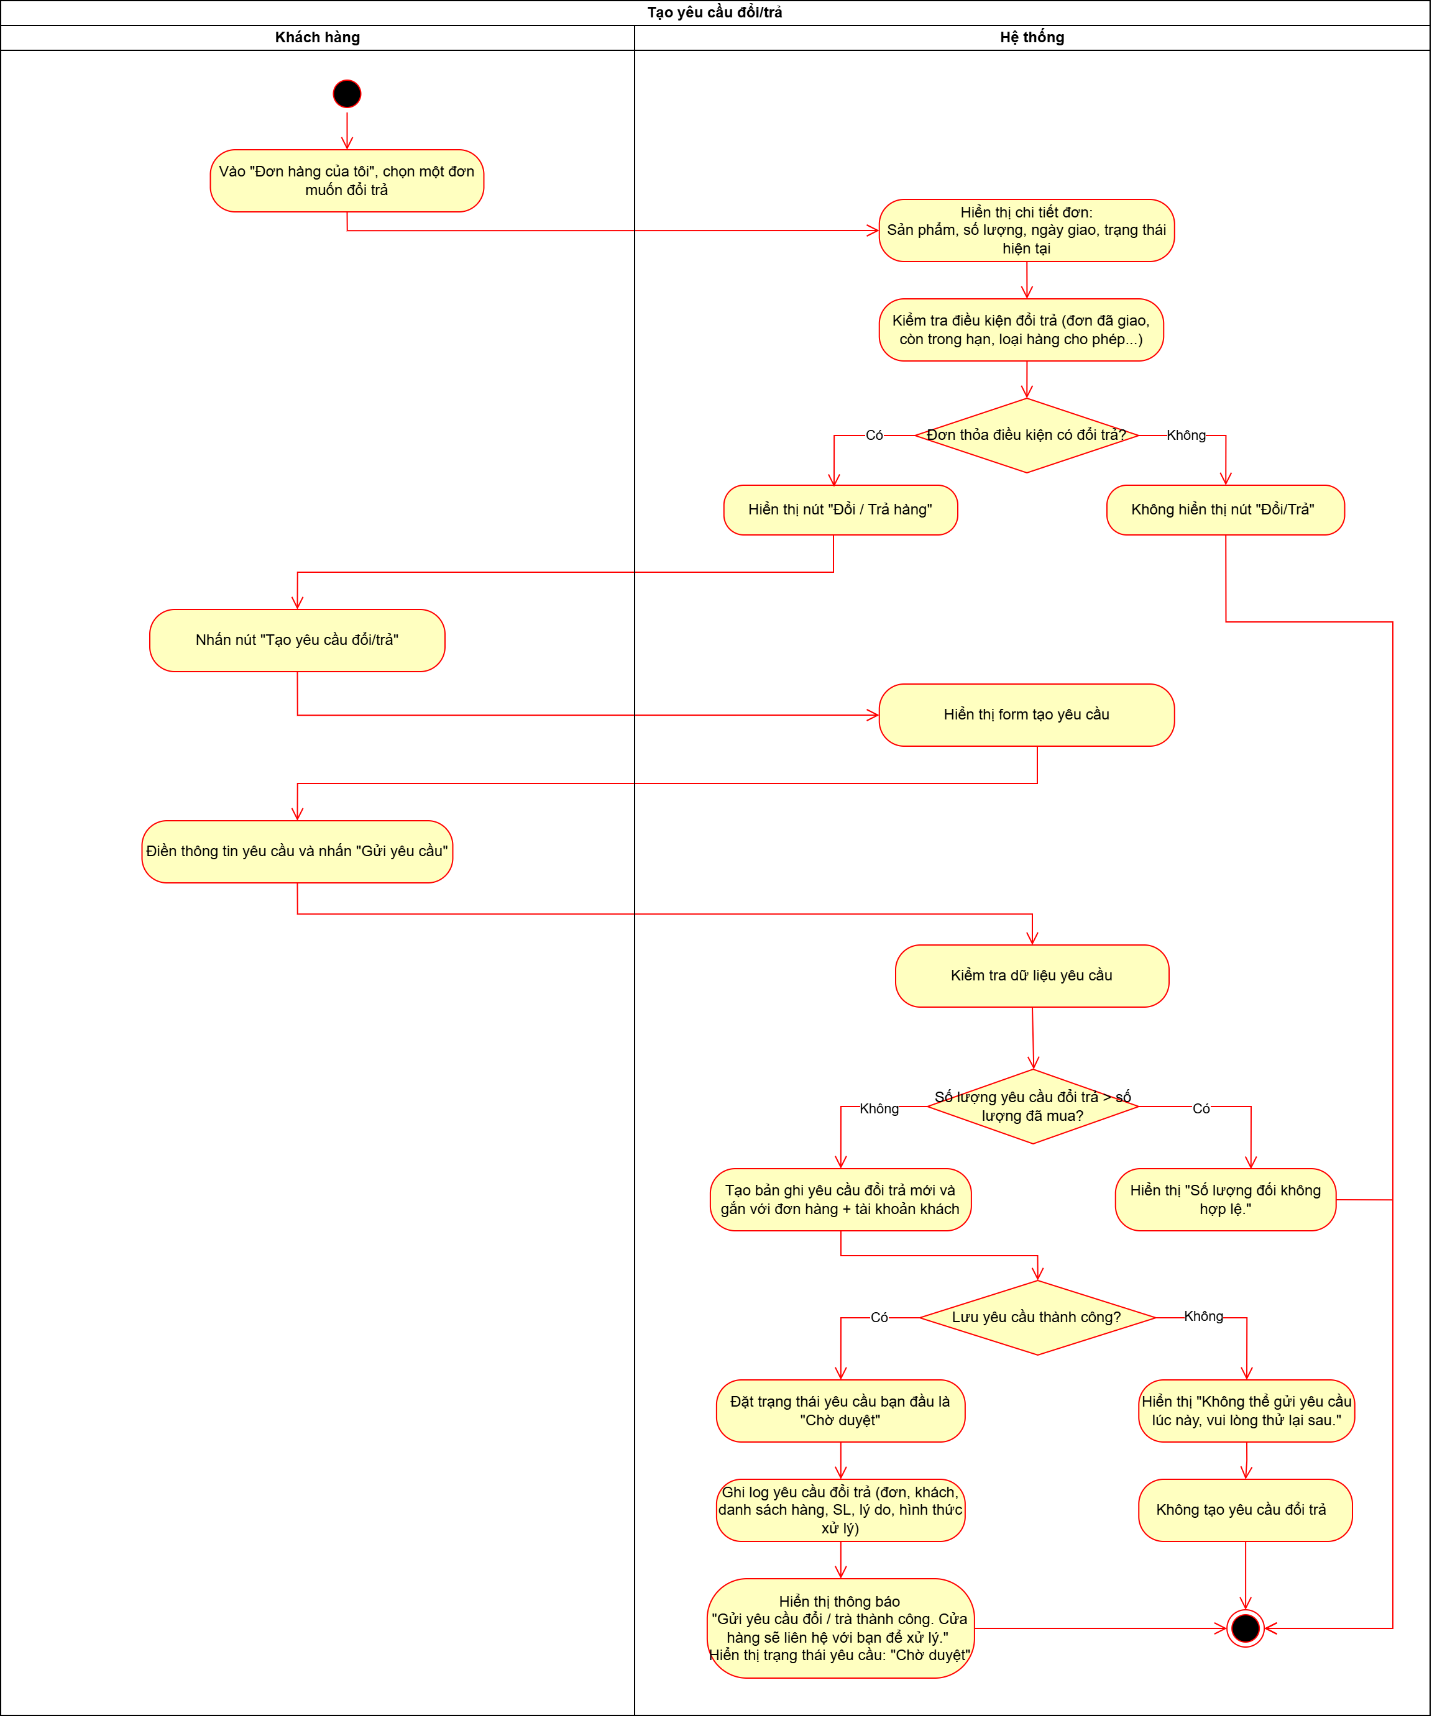 Tạo yêu cầu đổi/trả
Khách hàng
Hệ thống
Vào "Đơn hàng của tôi", chọn một đơn
muốn đổi trả
Hiển thị chi tiết đơn:
Sản phẩm, số lượng, ngày giao, trạng thái
hiện tại
Kiểm tra điều kiện đổi trả (đơn đã giao,
còn trong hạn, loại hàng cho phép...)
Đơn thỏa điều kiện có đổi trả?
Có
Không
Hiển thị nút "Đổi / Trả hàng"
Không hiển thị nút "Đổi/Trả"
Nhấn nút "Tạo yêu cầu đổi/trả"
Hiển thị form tạo yêu cầu
Điền thông tin yêu cầu và nhấn "Gửi yêu cầu"
Kiểm tra dữ liệu yêu cầu
Số lượng yêu cầu đổi trả > số
lượng đã mua?
Không
Có
Tạo bản ghi yêu cầu đổi trả mới và
gắn với đơn hàng + tài khoản khách
Hiển thị "Số lượng đổi không
hợp lệ."
Lưu yêu cầu thành công?
Có
Không
Đặt trạng thái yêu cầu bạn đầu là
"Chờ duyệt"
Hiển thị "Không thể gửi yêu cầu
lúc này, vui lòng thử lại sau."
Ghi log yêu cầu đổi trả (đơn, khách,
danh sách hàng, SL, lý do, hình thức
xử lý)
Không tạo yêu cầu đổi trả
Hiển thị thông báo
"Gửi yêu cầu đổi / trả thành công. Cửa
hàng sẽ liên hệ với bạn để xử lý."
Hiển thị trạng thái yêu cầu: "Chờ duyệt"